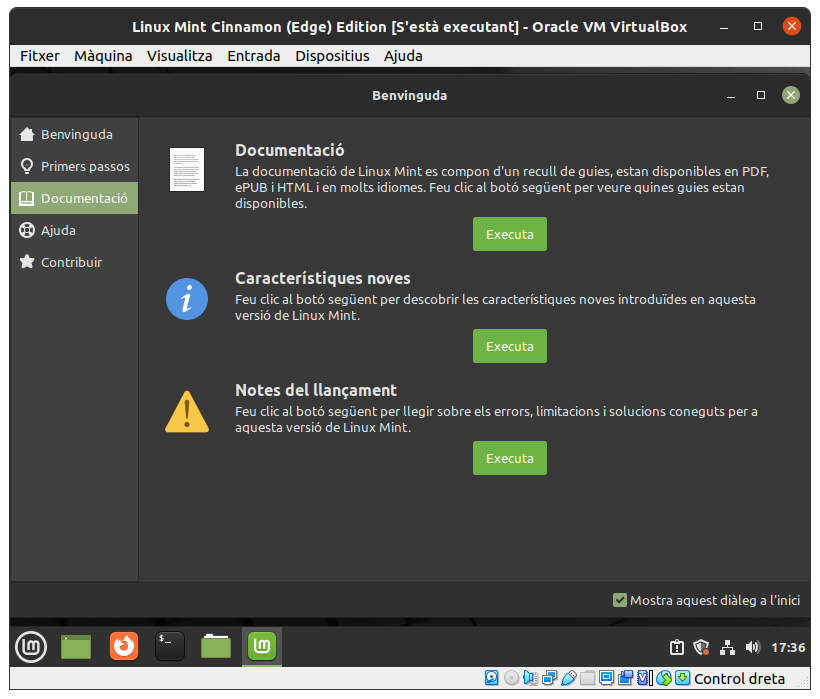 Linux Mint Cinnamon (Edge) Edition [S'està executant] - Oracle VM VirtualBox
Fitxer Màquina Visualitza Entrada Dispositius Ajuda
Benvinguda
Benvinguda
Primers passos
Documentació
Ajuda
Contribuir
Documentació
La documentació de Linux Mint es compon d'un recull de guies, estan disponibles en PDF,
ePUB i HTML i en molts idiomes. Feu clic al botó següent per veure quines guies estan
disponibles.
Executa
Característiques noves
Feu clic al botó següent per descobrir les característiques noves introduïdes en aquesta
versió de Linux Mint.
Executa
Notes del llançament
Feu clic al botó següent per llegir sobre els errors, limitacions i solucions coneguts per a
aquesta versió de Linux Mint.
Executa
Mostra aquest diàleg a l'inici
17:36
Control dreta